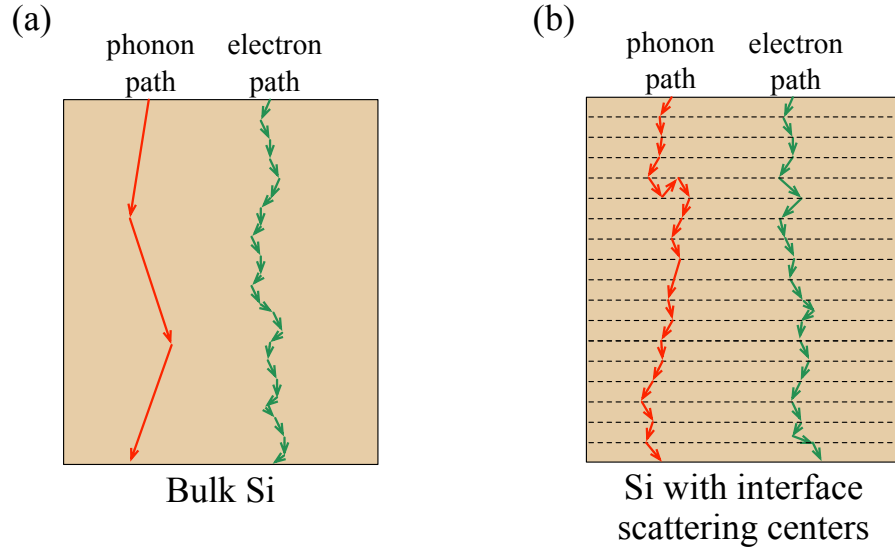 (a)
phonon
path
electron
path
Bulk Si
(b)
phonon
path
electron
path
Si with interface
scattering centers